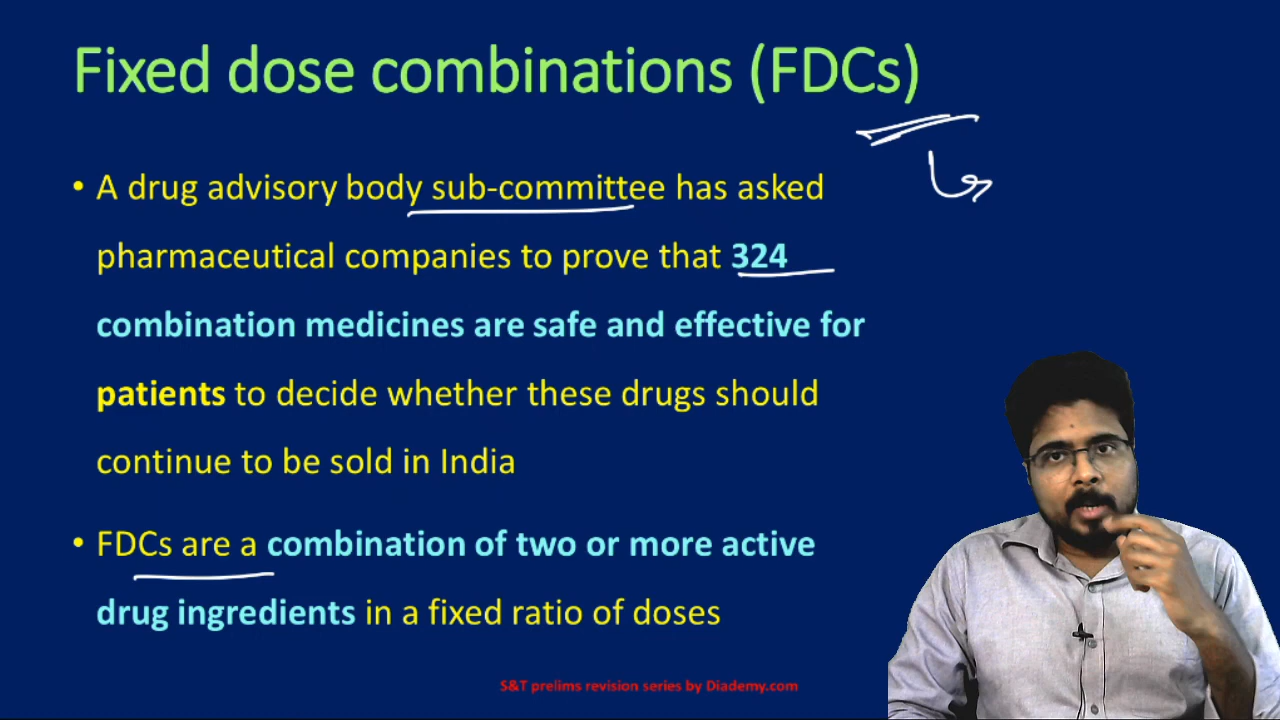 Fixed dose combinations (FDCs)
• A drug advisory body sub-committee has asked
pharmaceutical companies to prove that 324
combination medicines are safe and effective for
patients to decide whether these drugs should
continue to be sold in India
• FDCs are a combination of two or more active
drug ingredients in a fixed ratio of doses
S&T prelims revision series by Diademy.com